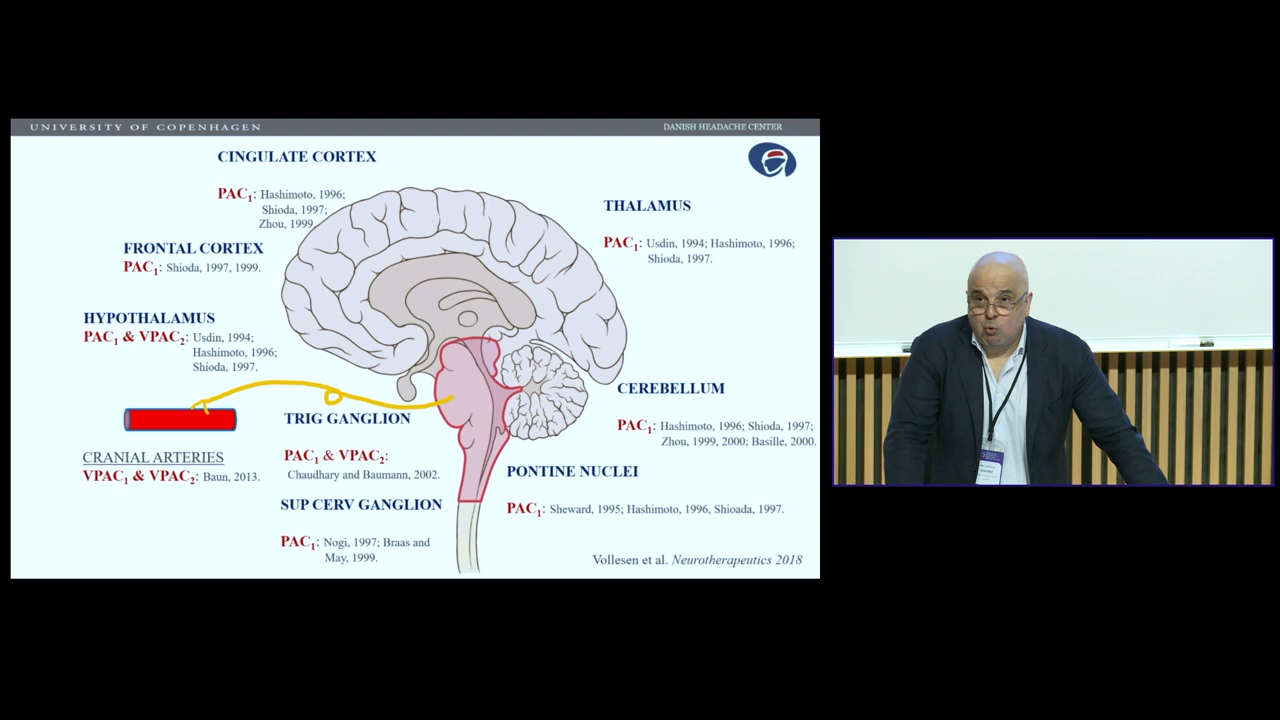 UNIVERSITY OF COPENHAGEN
DANISH HEADACHE CENTER
CINGULATE CORTEX
PAC1: Hashimoto, 1996;
Shioda, 1997;
Zhou, 1999.
FRONTAL CORTEX
PAC1: Shioda, 1997, 1999.
HYPOTHALAMUS
PAC1 & VPAC2: Usdin, 1994;
Hashimoto, 1996;
Shioda, 1997.
CRANIAL ARTERIES
VPAC1 & VPAC2: Baun, 2013.
TRIG GANGLION
PAC1 & VPAC2:
Chaudhary and Baumann, 2002.
SUP CERV GANGLION
PAC1: Nogi, 1997; Braas and
May, 1999.
THALAMUS
PAC1: Usdin, 1994; Hashimoto, 1996;
Shioda, 1997.
CEREBELLUM
PAC1: Hashimoto, 1996; Shioda, 1997;
Zhou, 1999, 2000; Basille, 2000.
PONTINE NUCLEI
PAC1: Sheward, 1995; Hashimoto, 1996, Shioada, 1997.
Vollesen et al. Neurotherapeutics 2018